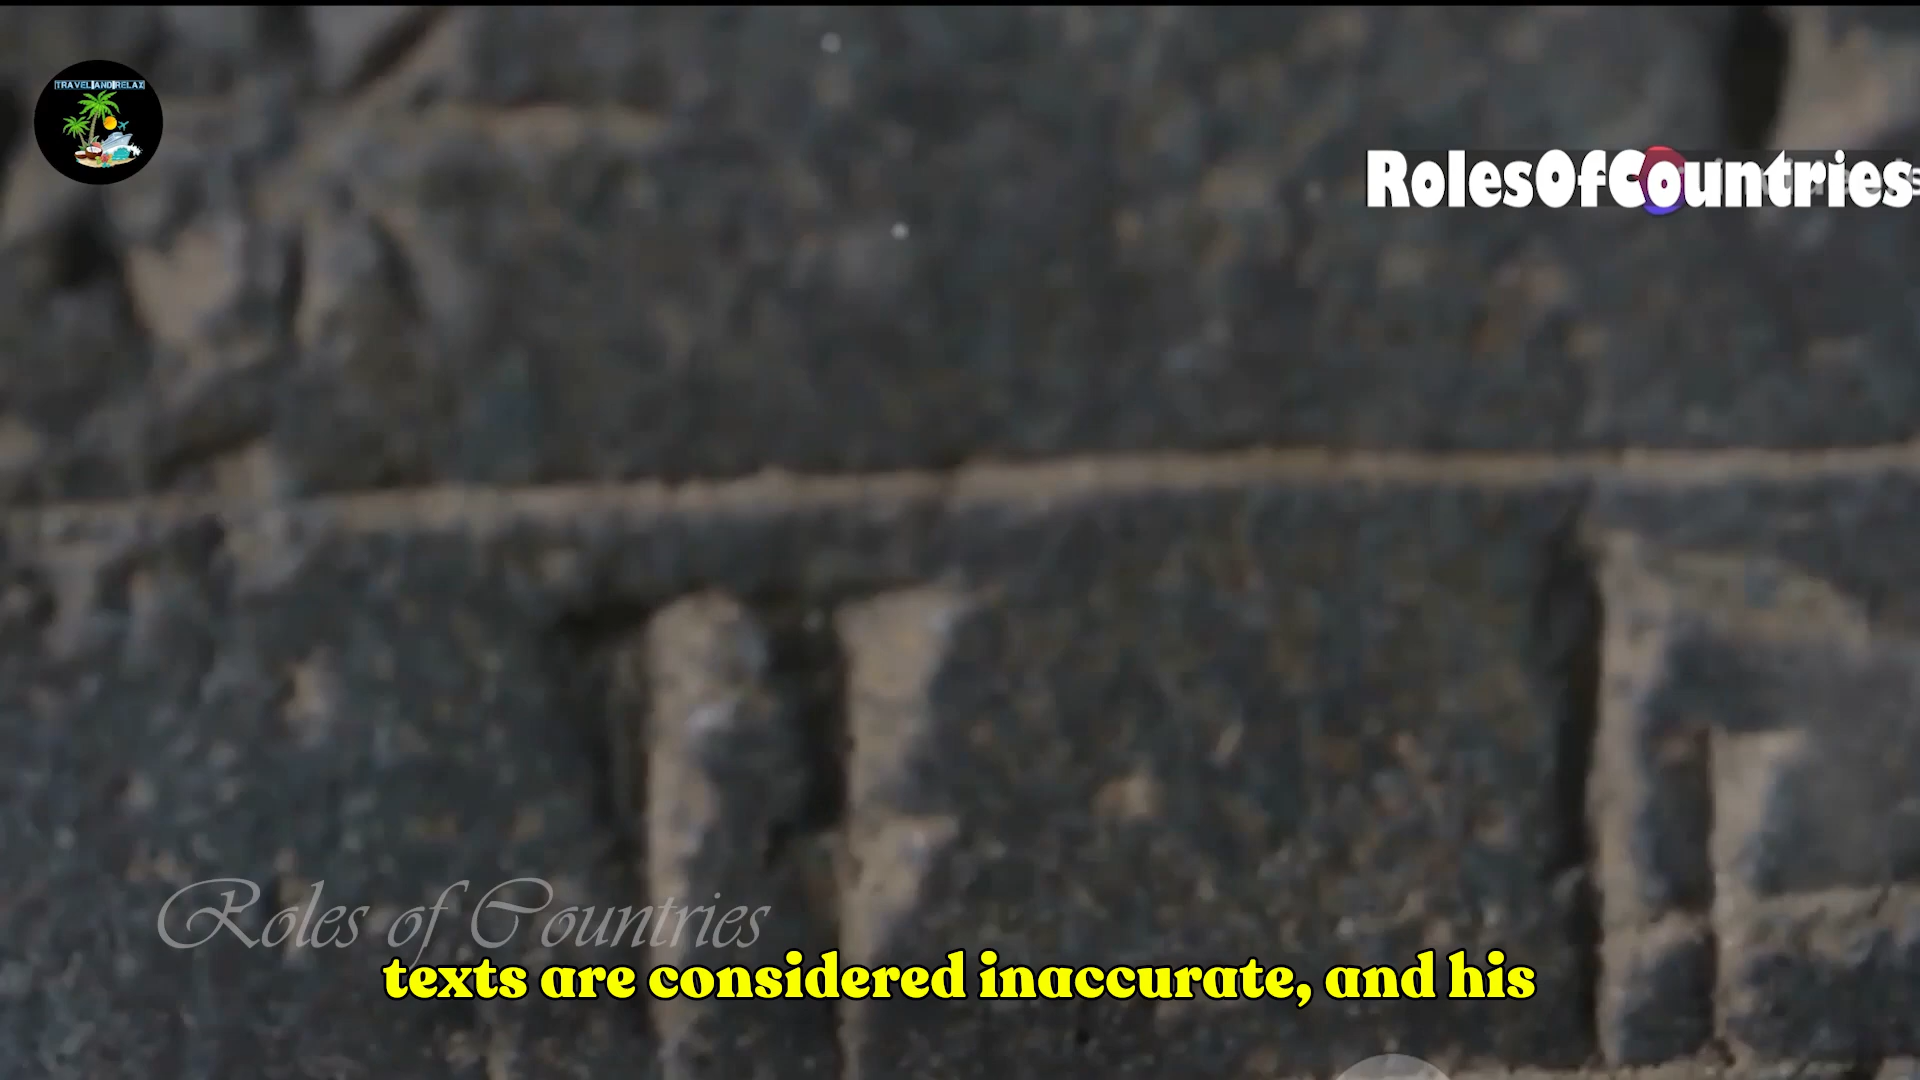 TRAVEL AND RELAX
RolesOfCountries
Roles of Countries
texts are considered inaccurate, and his